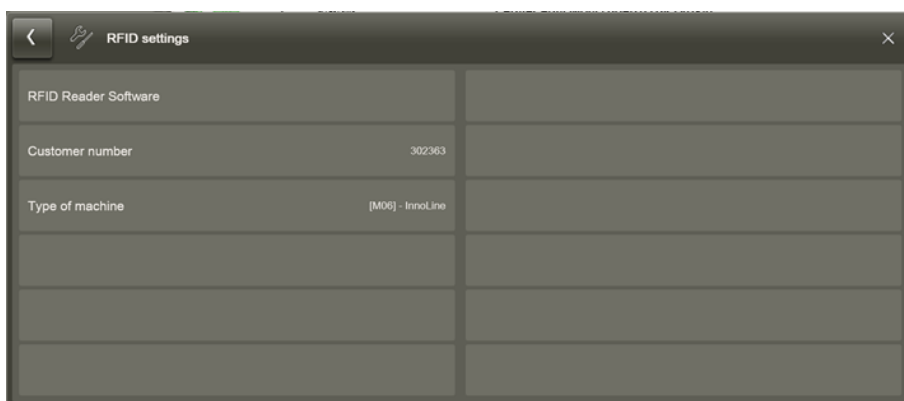 RFID settings
RFID Reader Software
Customer number 302363
Type of machine [M06] - InnoLine